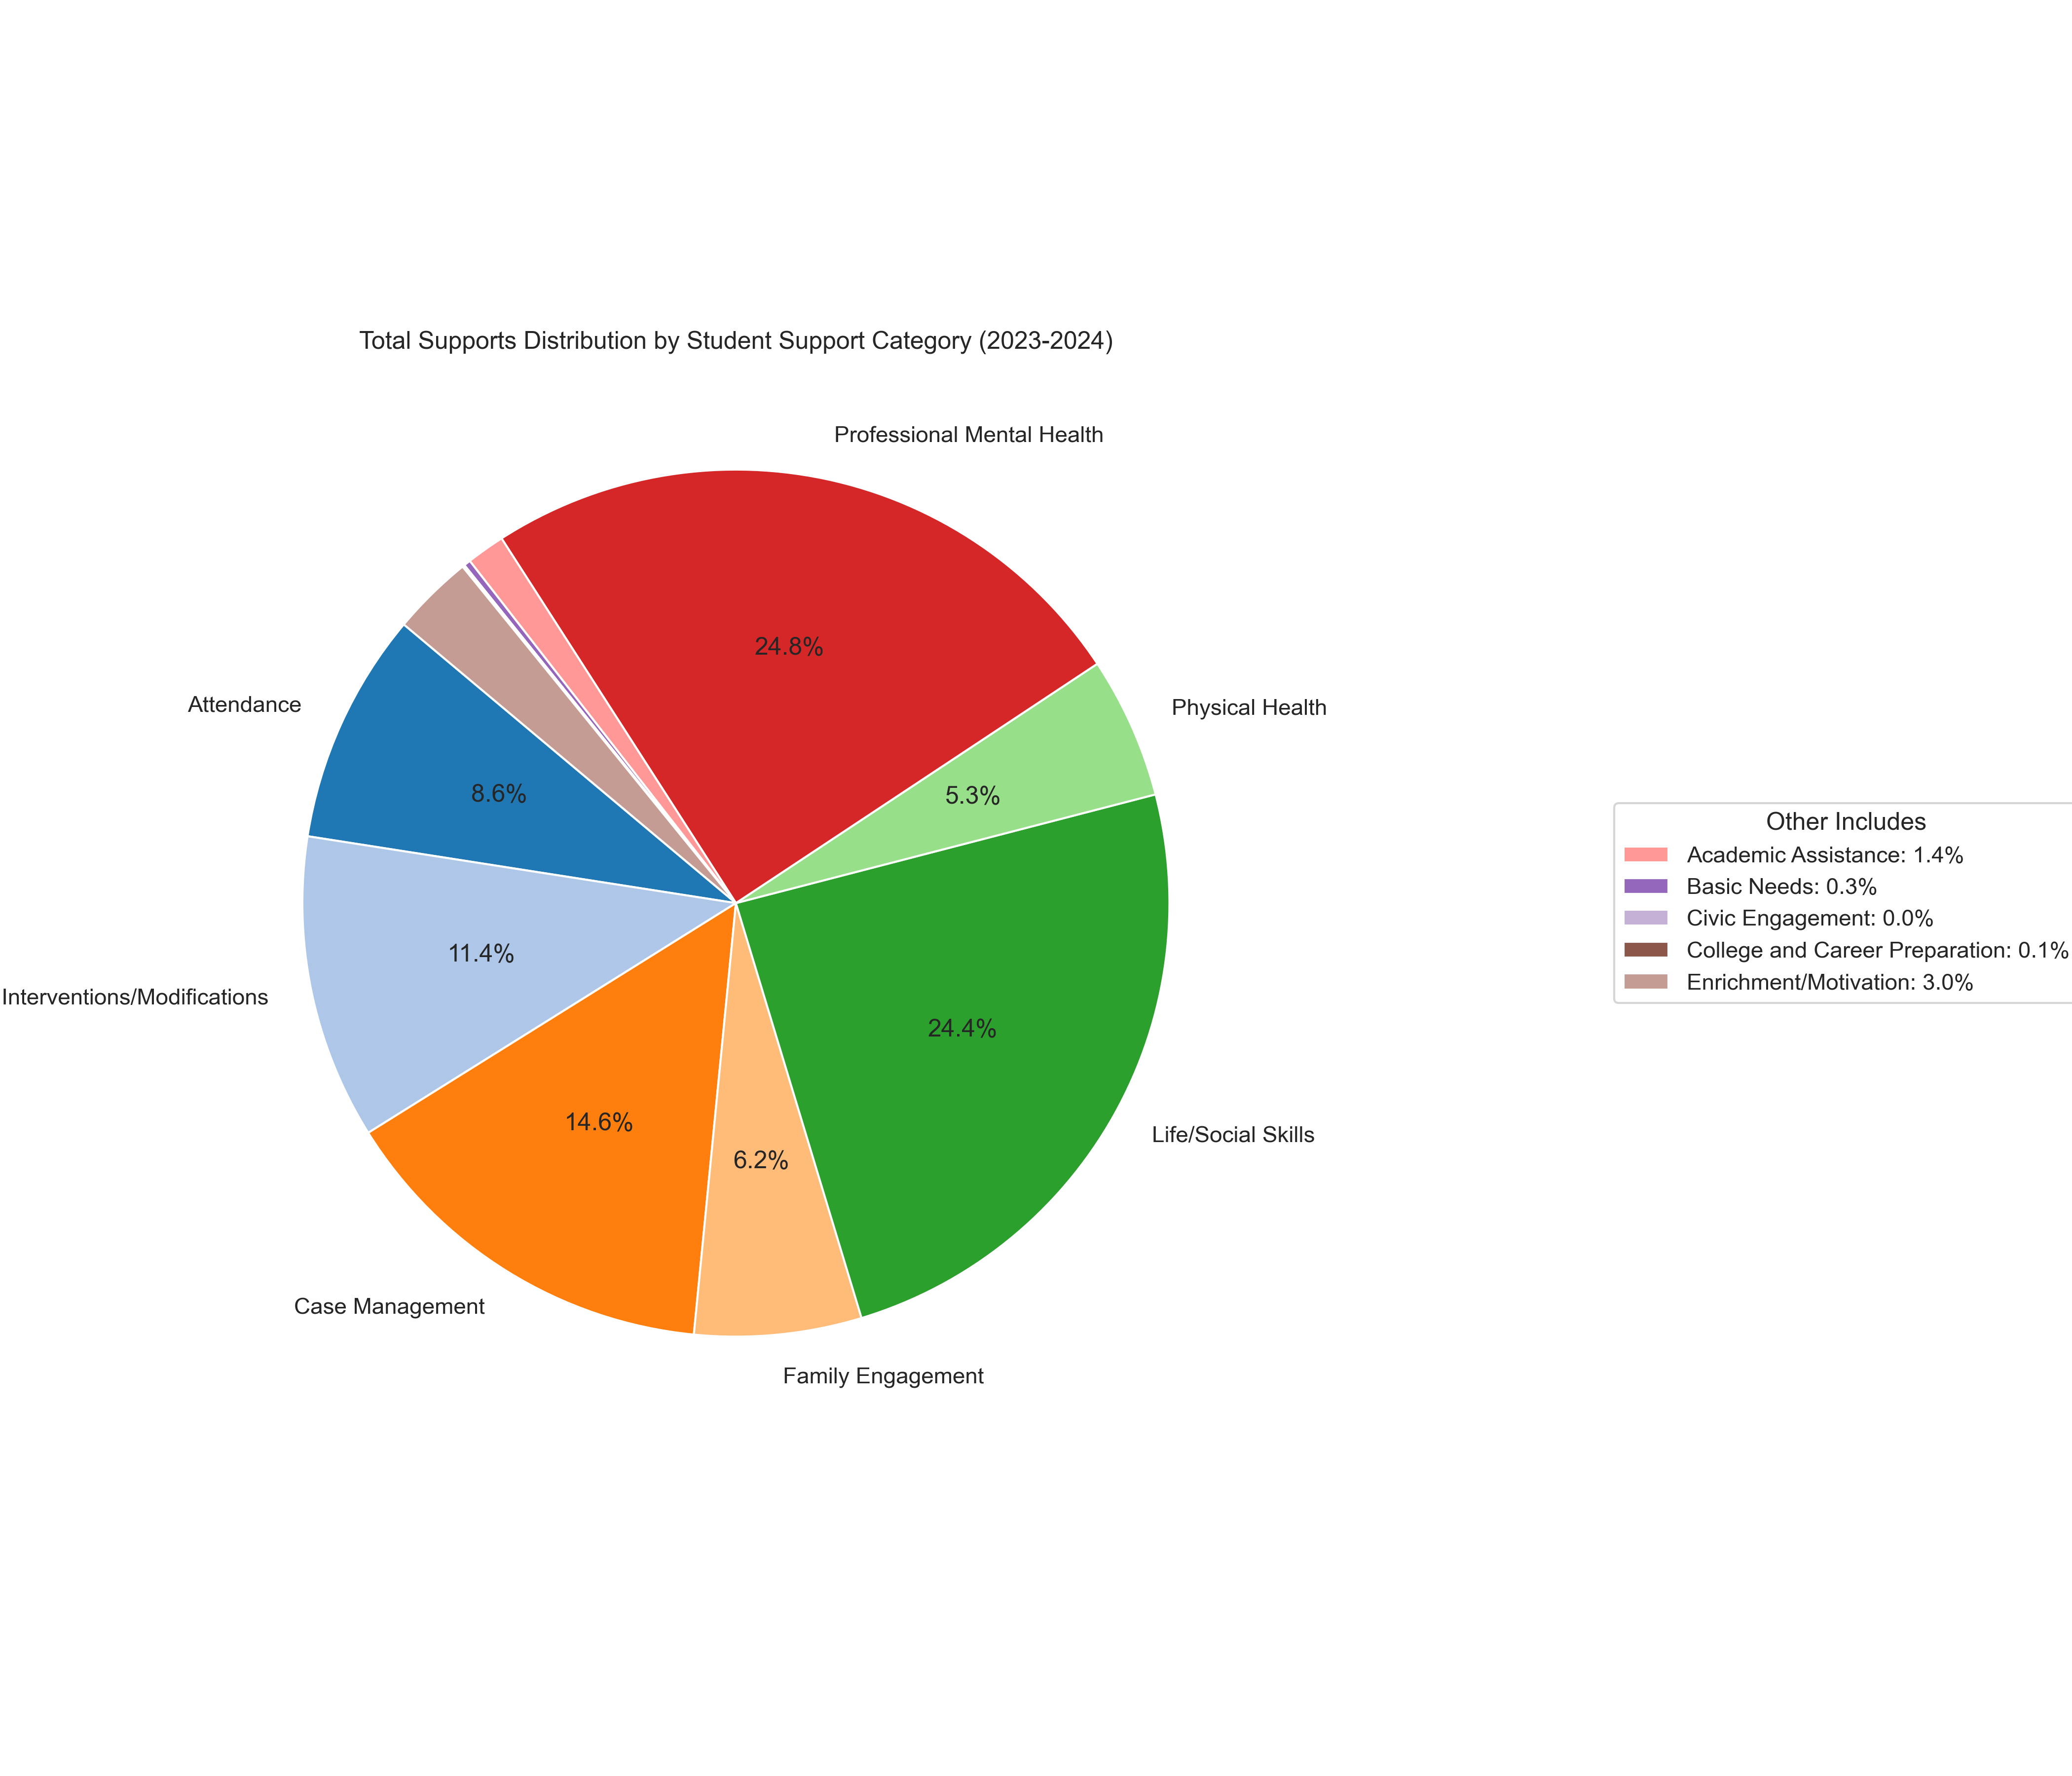 Total Supports Distribution by Student Support Category (2023-2024)
Professional Mental Health
24.8%
Physical Health
5.3%
Attendance
8.6%
Interventions/Modifications
11.4%
24.4%
Life/Social Skills
14.6%
Case Management
6.2%
Family Engagement
Other Includes
Academic Assistance: 1.4%
Basic Needs: 0.3%
Civic Engagement: 0.0%
College and Career Preparation: 0.1%
Enrichment/Motivation: 3.0%